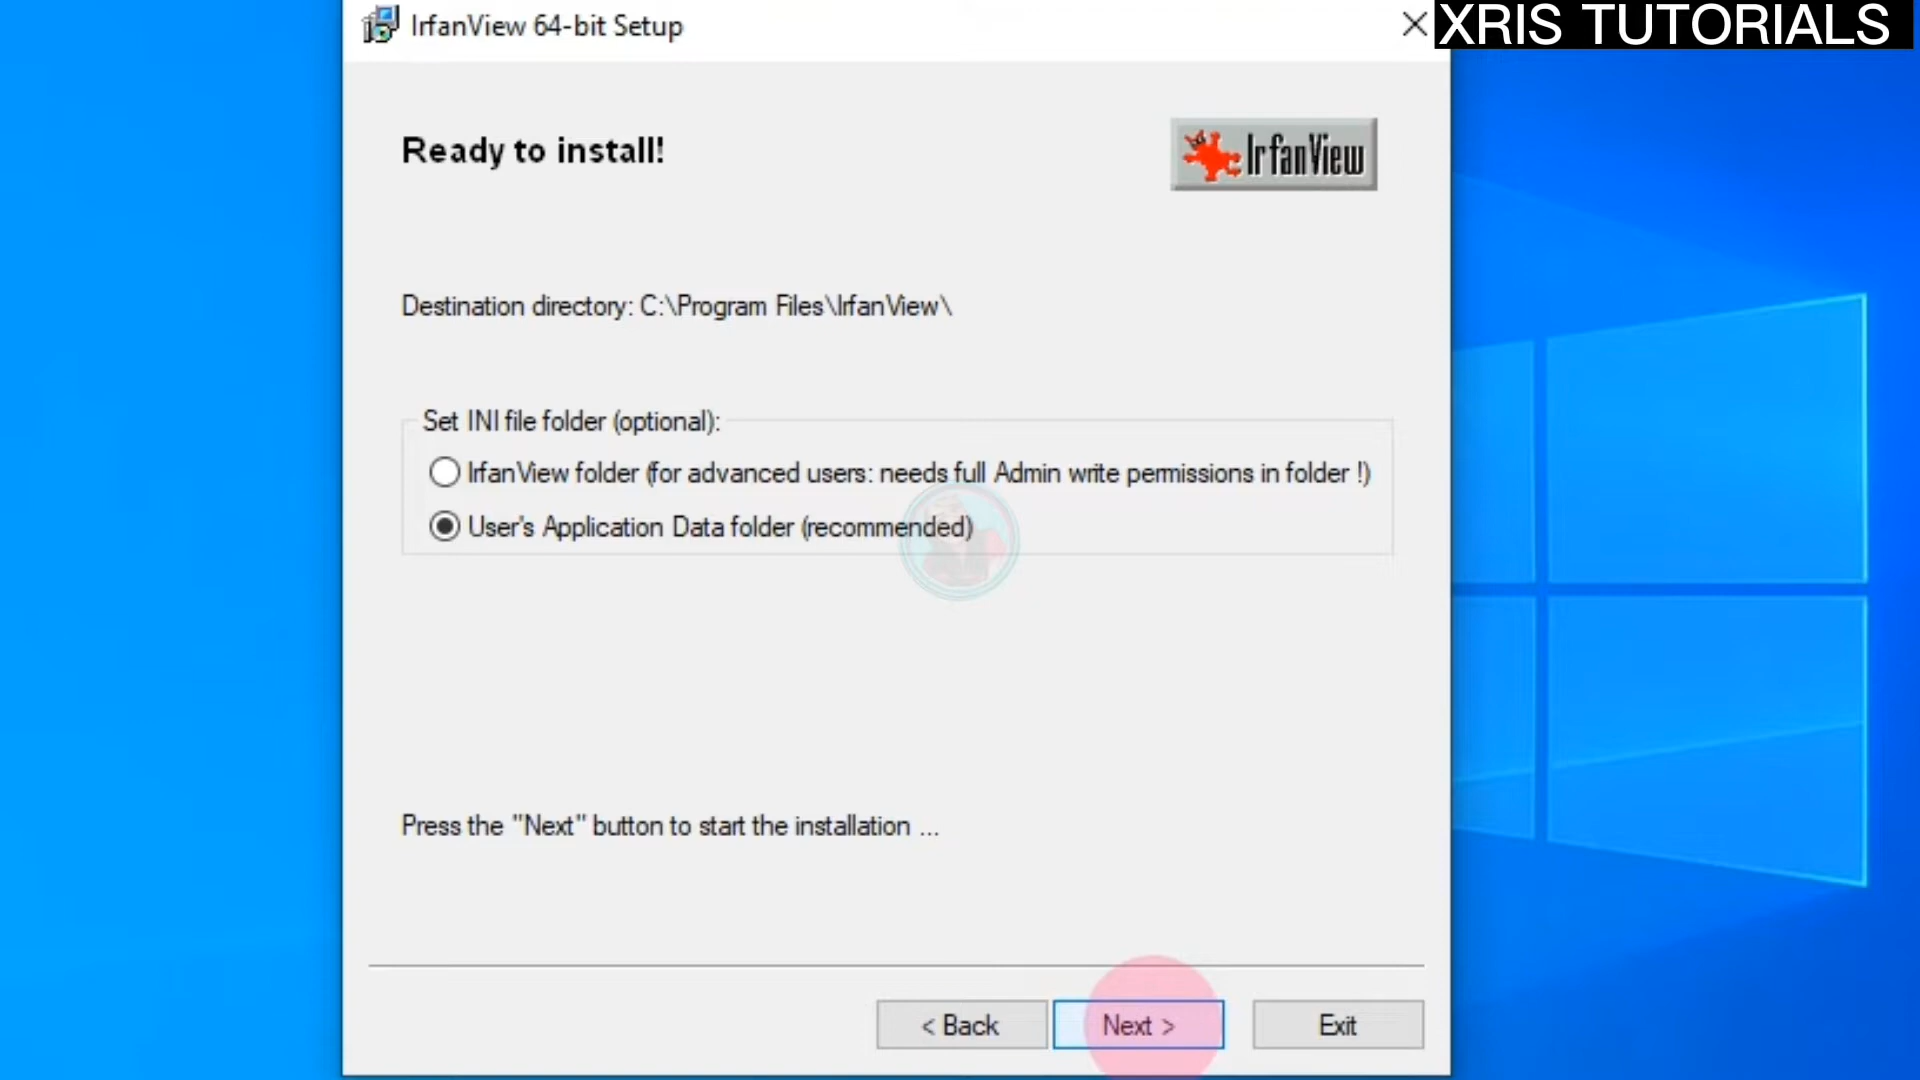 IrfanView 64-bit Setup
XRIS TUTORIALS
Ready to install!
IrfanView
Destination directory: C:\Program Files\IrfanView\
Set INI file folder (optional):
IrfanView folder (for advanced users: needs full Admin write permissions in folder !)
User's Application Data folder (recommended)
Press the "Next" button to start the installation ...
< Back
Next >
Exit